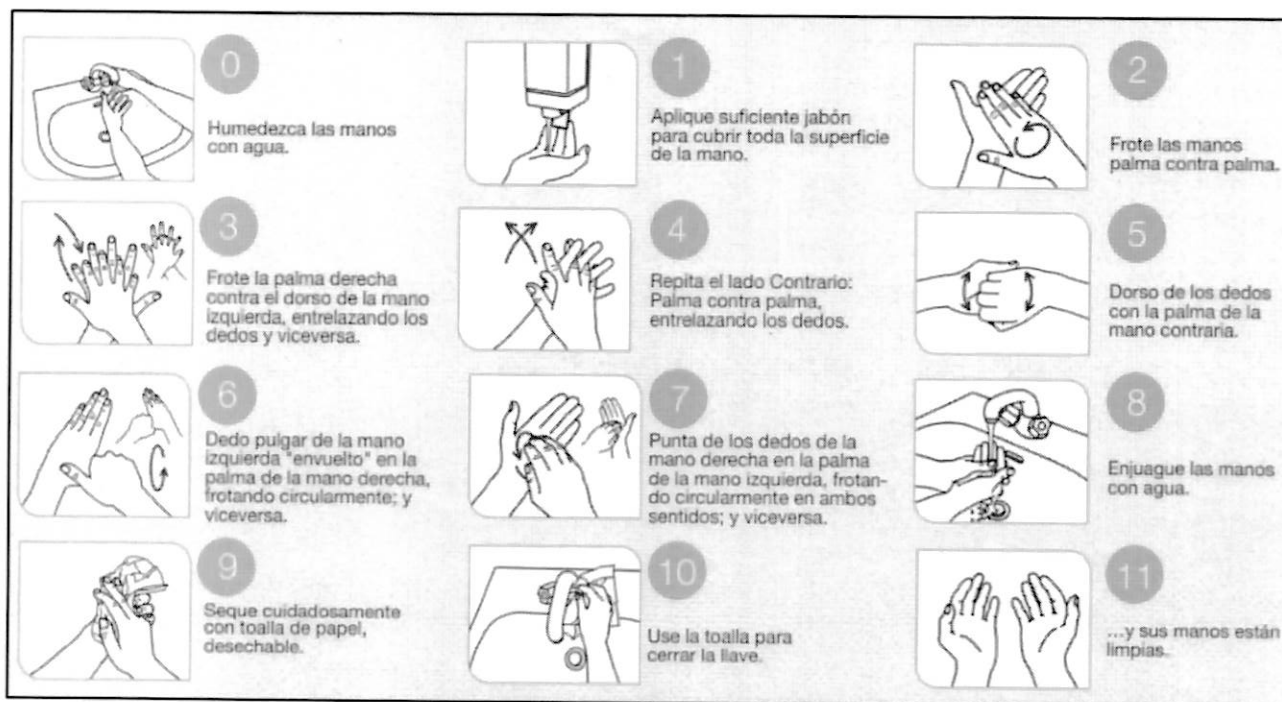 0
Humedezca las manos
con agua.
1
Aplique suficiente jabón
para cubrir toda la superficie
de la mano.
2
Frote las manos
palma contra palma.
3
Frote la palma derecha
contra el dorso de la mano
izquierda, entrelazando los
dedos y viceversa.
4
Repita el lado Contrario:
Palma contra palma,
entrelazando los dedos.
5
Dorso de los dedos
con la palma de la
mano contraria.
6
Dedo pulgar de la mano
izquierda "envuelto" en la
palma de la mano derecha,
frotando circularmente; y
viceversa.
7
Punta de los dedos de la
mano derecha en la palma
de la mano izquierda, frotan-
do circularmente en ambos
sentidos; y viceversa.
8
Enjuague las manos
con agua.
9
Seque cuidadosamente
con toalla de papel,
desechable.
10
Use la toalla para
cerrar la llave.
11
...y sus manos están
limpias.